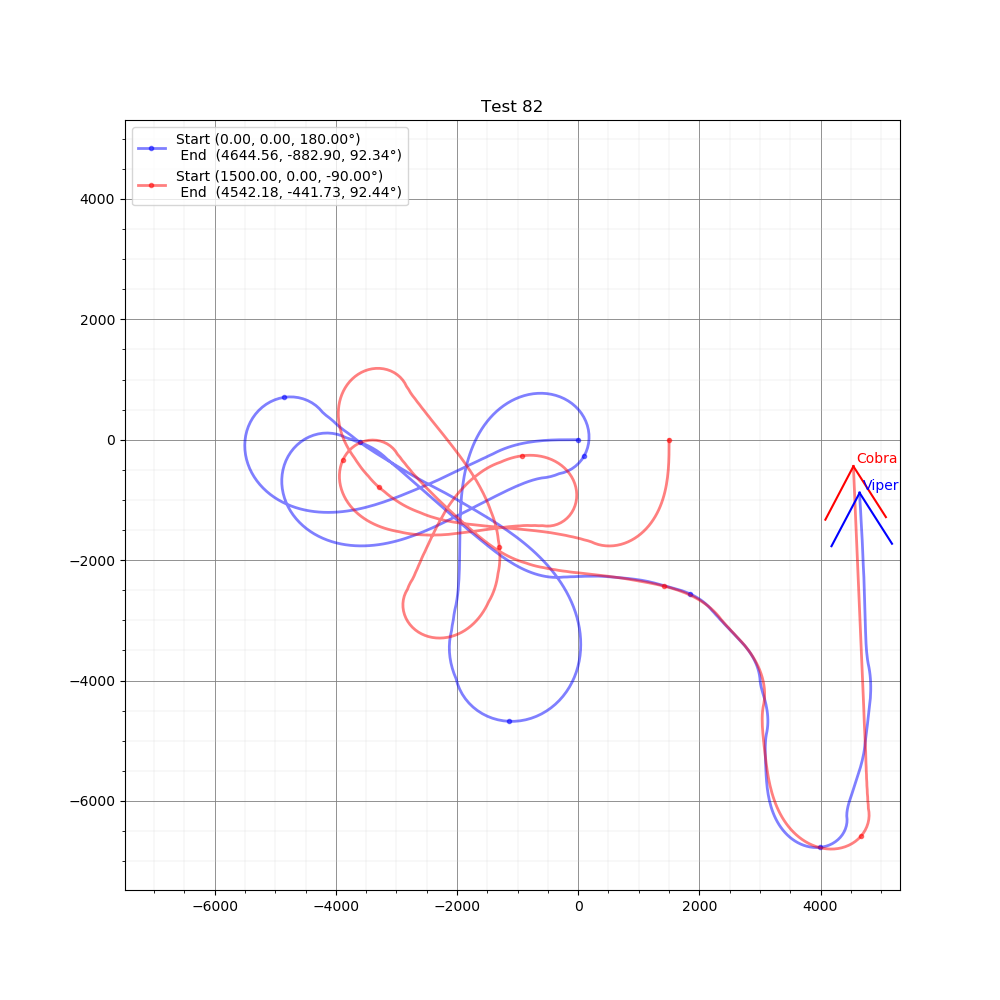 Test 82
Start (0.00, 0.00, 180.00°)
End (4644.56, -882.90, 92.34°)
Start (1500.00, 0.00, -90.00°)
End (4542.18, -441.73, 92.44°)
4000
2000
0
Cobra
Viper
−2000
−4000
−6000
−6000 −4000 −2000 0 2000 4000